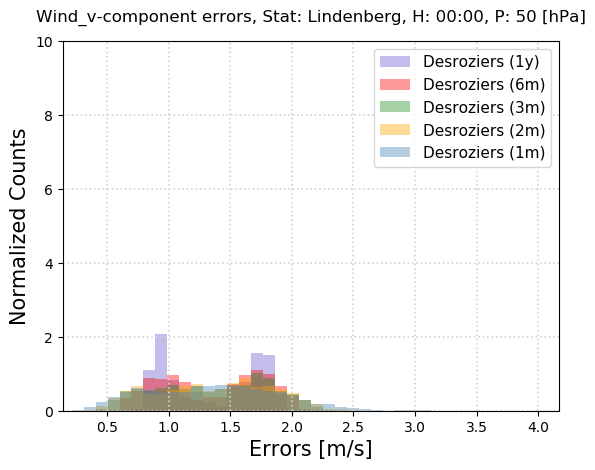 Wind_v-component errors, Stat: Lindenberg, H: 00:00, P: 50 [hPa]
10
8
6
4
2
0
Normalized Counts
Desroziers (1y)
Desroziers (6m)
Desroziers (3m)
Desroziers (2m)
Desroziers (1m)
0.5 1.0 1.5 2.0 2.5 3.0 3.5 4.0
Errors [m/s]